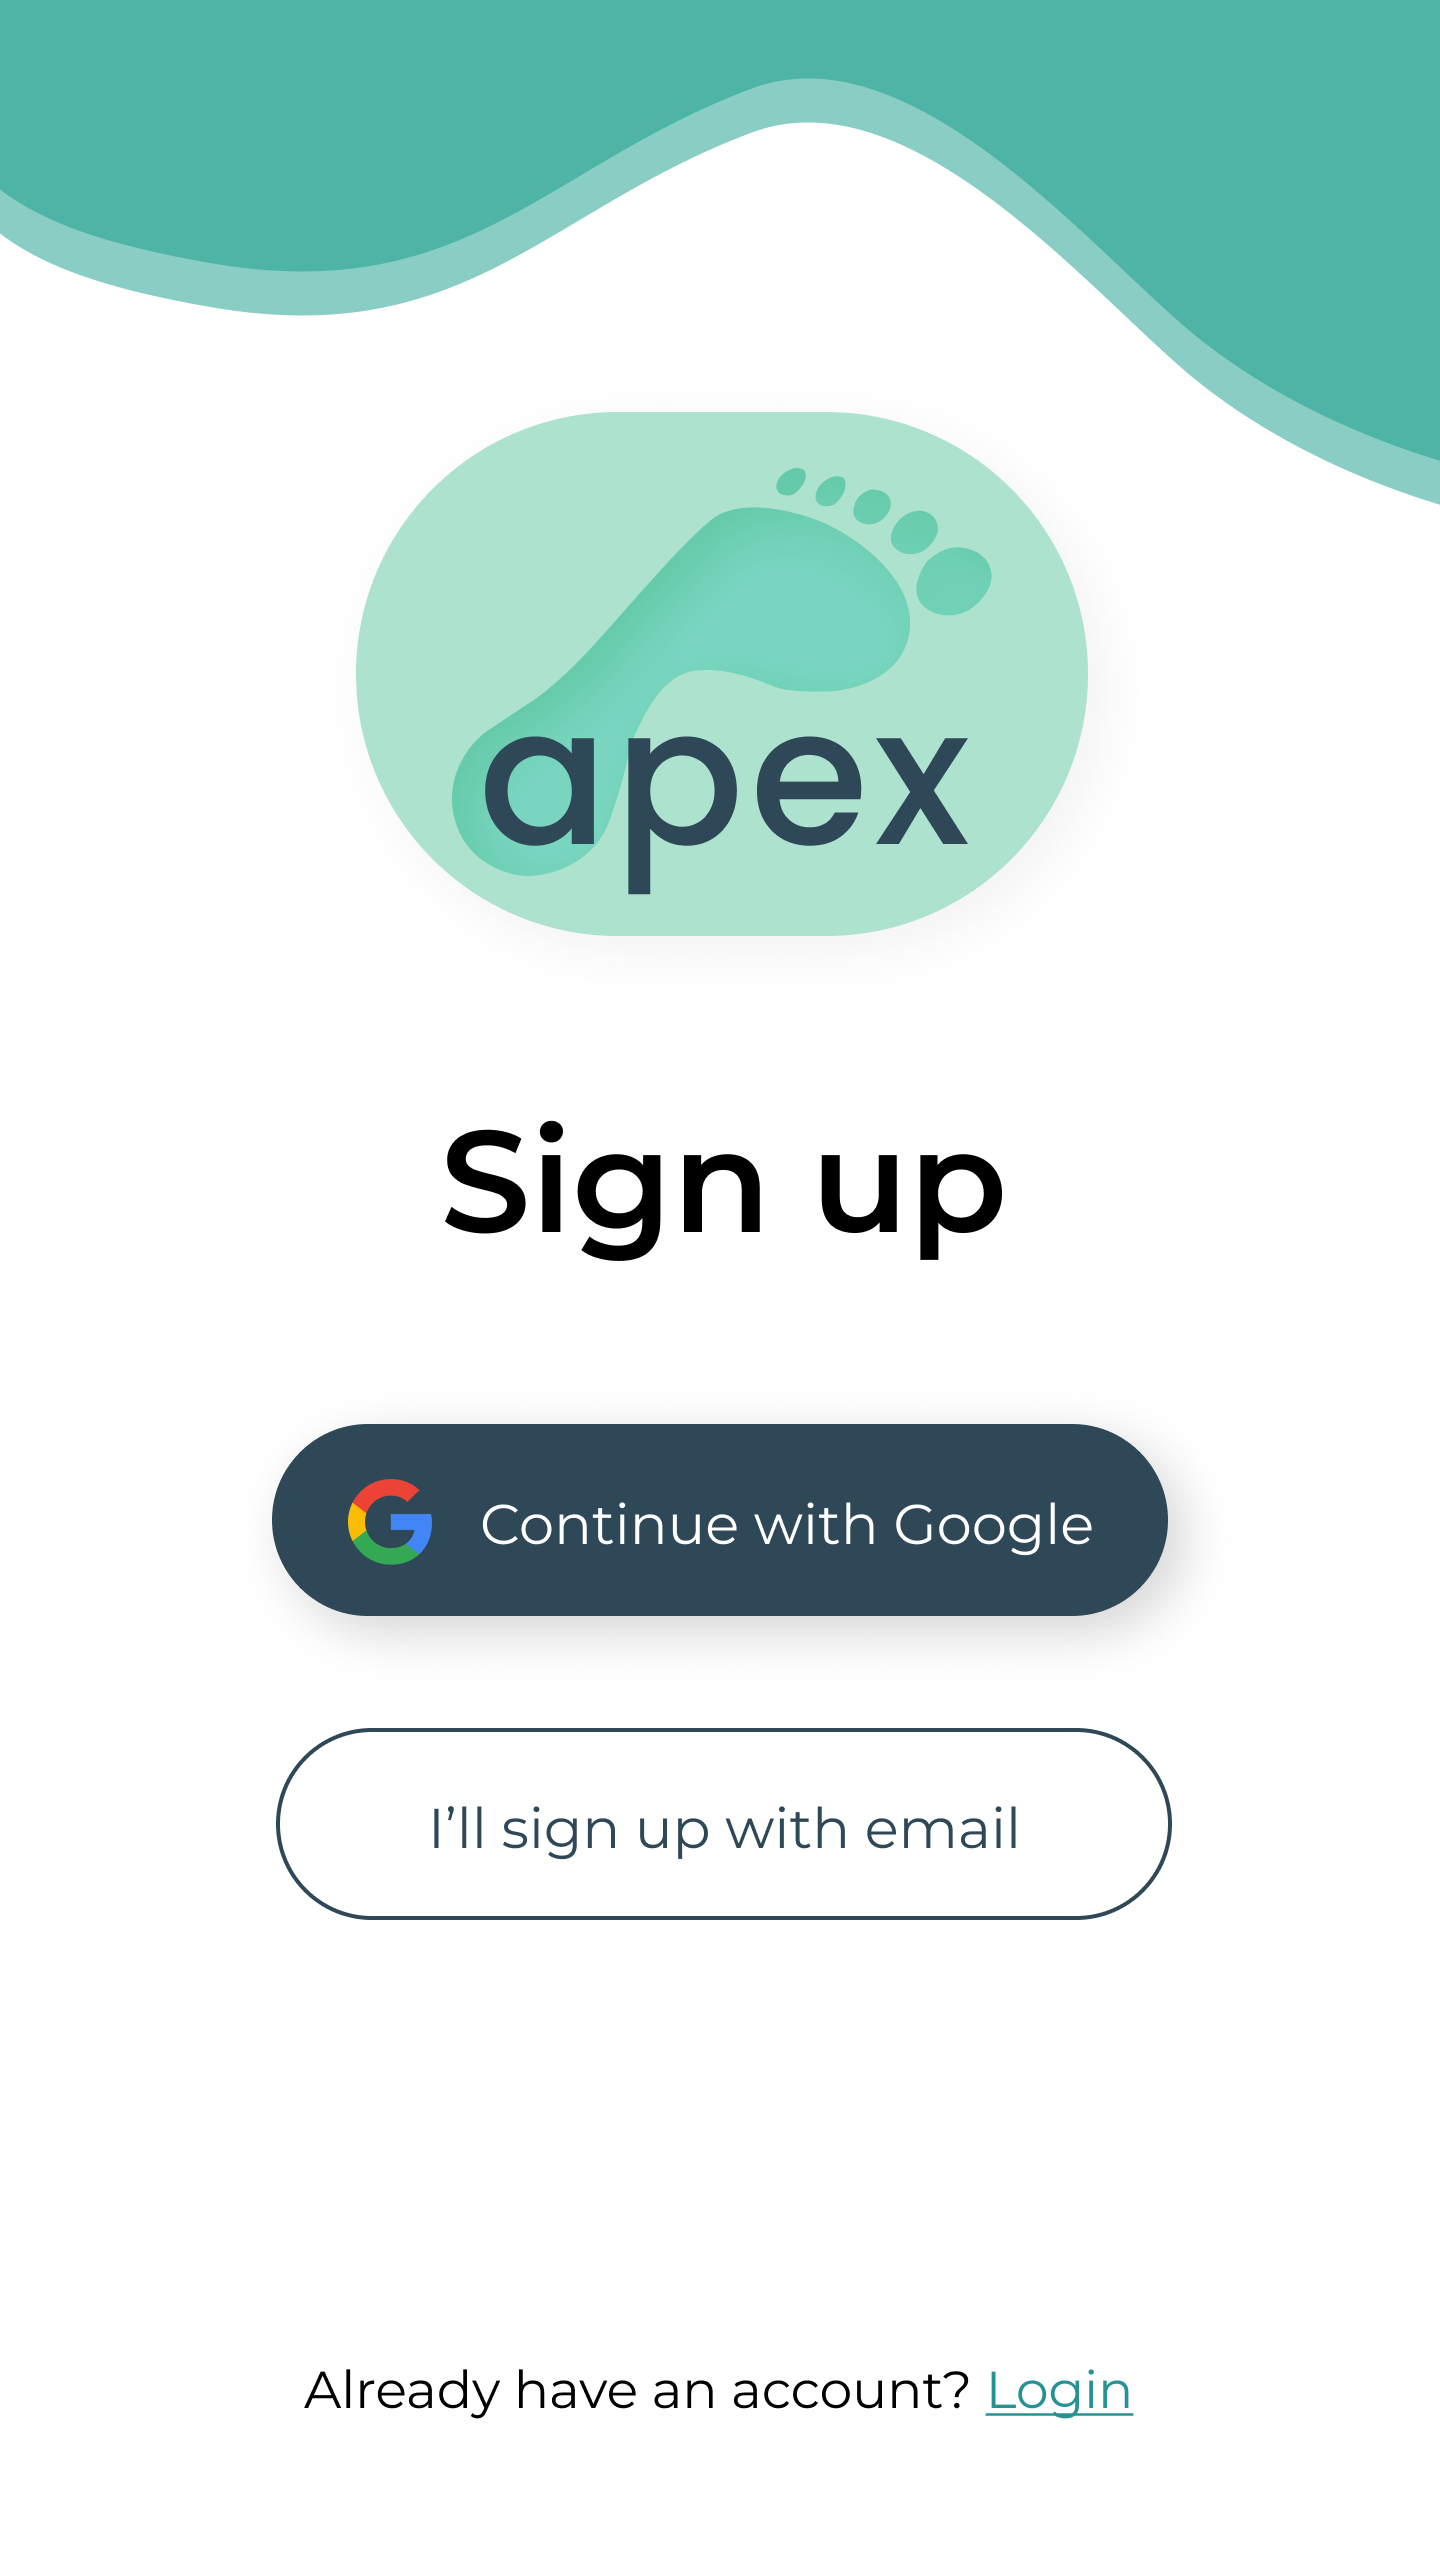 apex
Sign up
Continue with Google
I’ll sign up with email
Already have an account? Login